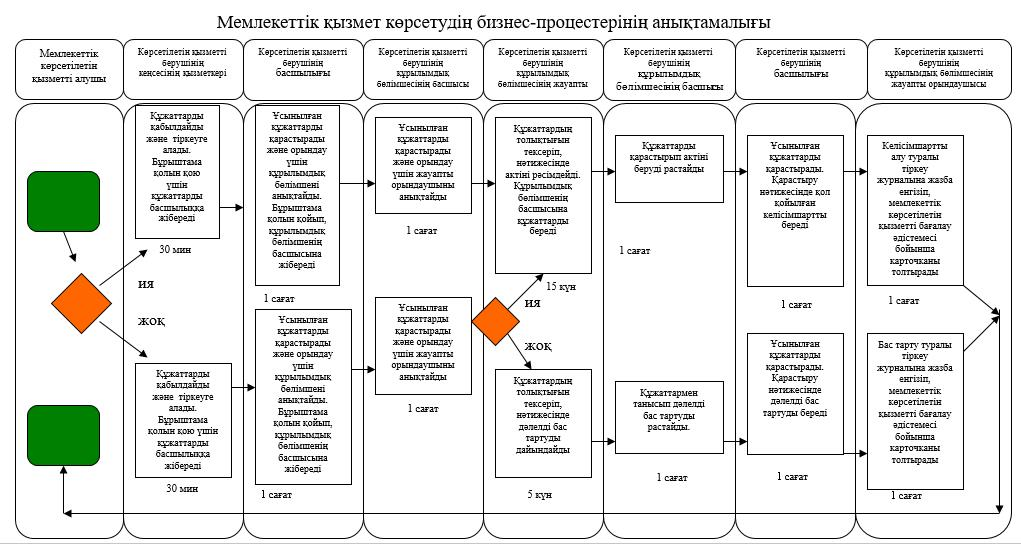 Мемлекеттік қызмет көрсетудің бизнес-процестерінің анықтамалығы
Мемлекеттік
көрсетілетін
қызметті алушы
Көрсетілетін қызметті
берушінің
кеңсесінің қызметкері
Көрсетілетін қызметті
берушінің
басшылығы
Көрсетілетін қызметті
берушінің
құрылымдық
бөлімшесінің басшысы
Көрсетілетін қызметті
берушінің
құрылымдық
бөлімшесінің жауапты
Көрсетілетін қызметті
берушінің
құрылымдық
бөлімшесінің басшысы
Көрсетілетін қызметті
берушінің
басшылығы
Көрсетілетін қызметті
берушінің
құрылымдық бөлімшесінің
жауапты орындаушысы
Құжаттарды
қабылдайды
және тіркеуге
алады.
Бұрыштама
қолын қою
үшін
құжаттарды
басшылыққа
жібереді
30 мин
Ұсынылған
құжаттарды
қарастырады
және орындау
үшін
құрылымдық
бөлімшені
анықтайды.
Бұрыштама
қолын қойып,
құрылымдық
бөлімшенің
басшысына
жібереді
1 сағат
Ұсынылған
құжаттарды
қарастырады
және орындау
үшін жауапты
орындаушыны
анықтайды
1 сағат
Құжаттардың
толықтығын
тексеріп,
нәтижесінде
актіні рәсімдейді.
Құрылымдық
бөлімшенің
басшысына
құжаттарды
береді
15 күн
Құжаттарды
қарастырып актіні
беруді растайды
1 сағат
Ұсынылған
құжаттарды
қарастырады.
Қарастыру
нәтижесінде қол
қойылған
келісімшартты
береді
1 сағат
Келісімшартты
алу туралы
тіркеу
журналына жазба
енгізіп,
мемлекеттік
көрсетілетін
қызметті бағалау
әдістемесі
бойынша
карточканы
толтырады
1 сағат
ИЯ
ЖОҚ
ИЯ
ЖОҚ
Құжаттарды
қабылдайды
және тіркеуге
алады.
Бұрыштама
қолын қою үшін
құжаттарды
басшылыққа
жібереді
30 мин
Ұсынылған
құжаттарды
қарастырады
және орындау
үшін
құрылымдық
бөлімшені
анықтайды.
Бұрыштама
қолын қойып,
құрылымдық
бөлімшенің
басшысына
жібереді
1 сағат
Ұсынылған
құжаттарды
қарастырады
және орындау
үшін жауапты
орындаушыны
анықтайды
1 сағат
Құжаттардың
толықтығын
тексеріп,
нәтижесінде
дәлелді бас
тартуды
дайындайды
5 күн
Құжаттармен
танысып дәлелді
бас тартуды
растайды.
1 сағат
Ұсынылған
құжаттарды
қарастырады.
Қарастыру
нәтижесінде
дәлелді бас
тартуды береді
1 сағат
Бас тарту туралы
тіркеу
журналына жазба
енгізіп,
мемлекеттік
көрсетілетін
қызметті бағалау
әдістемесі
бойынша
карточканы
толтырады
1 сағат